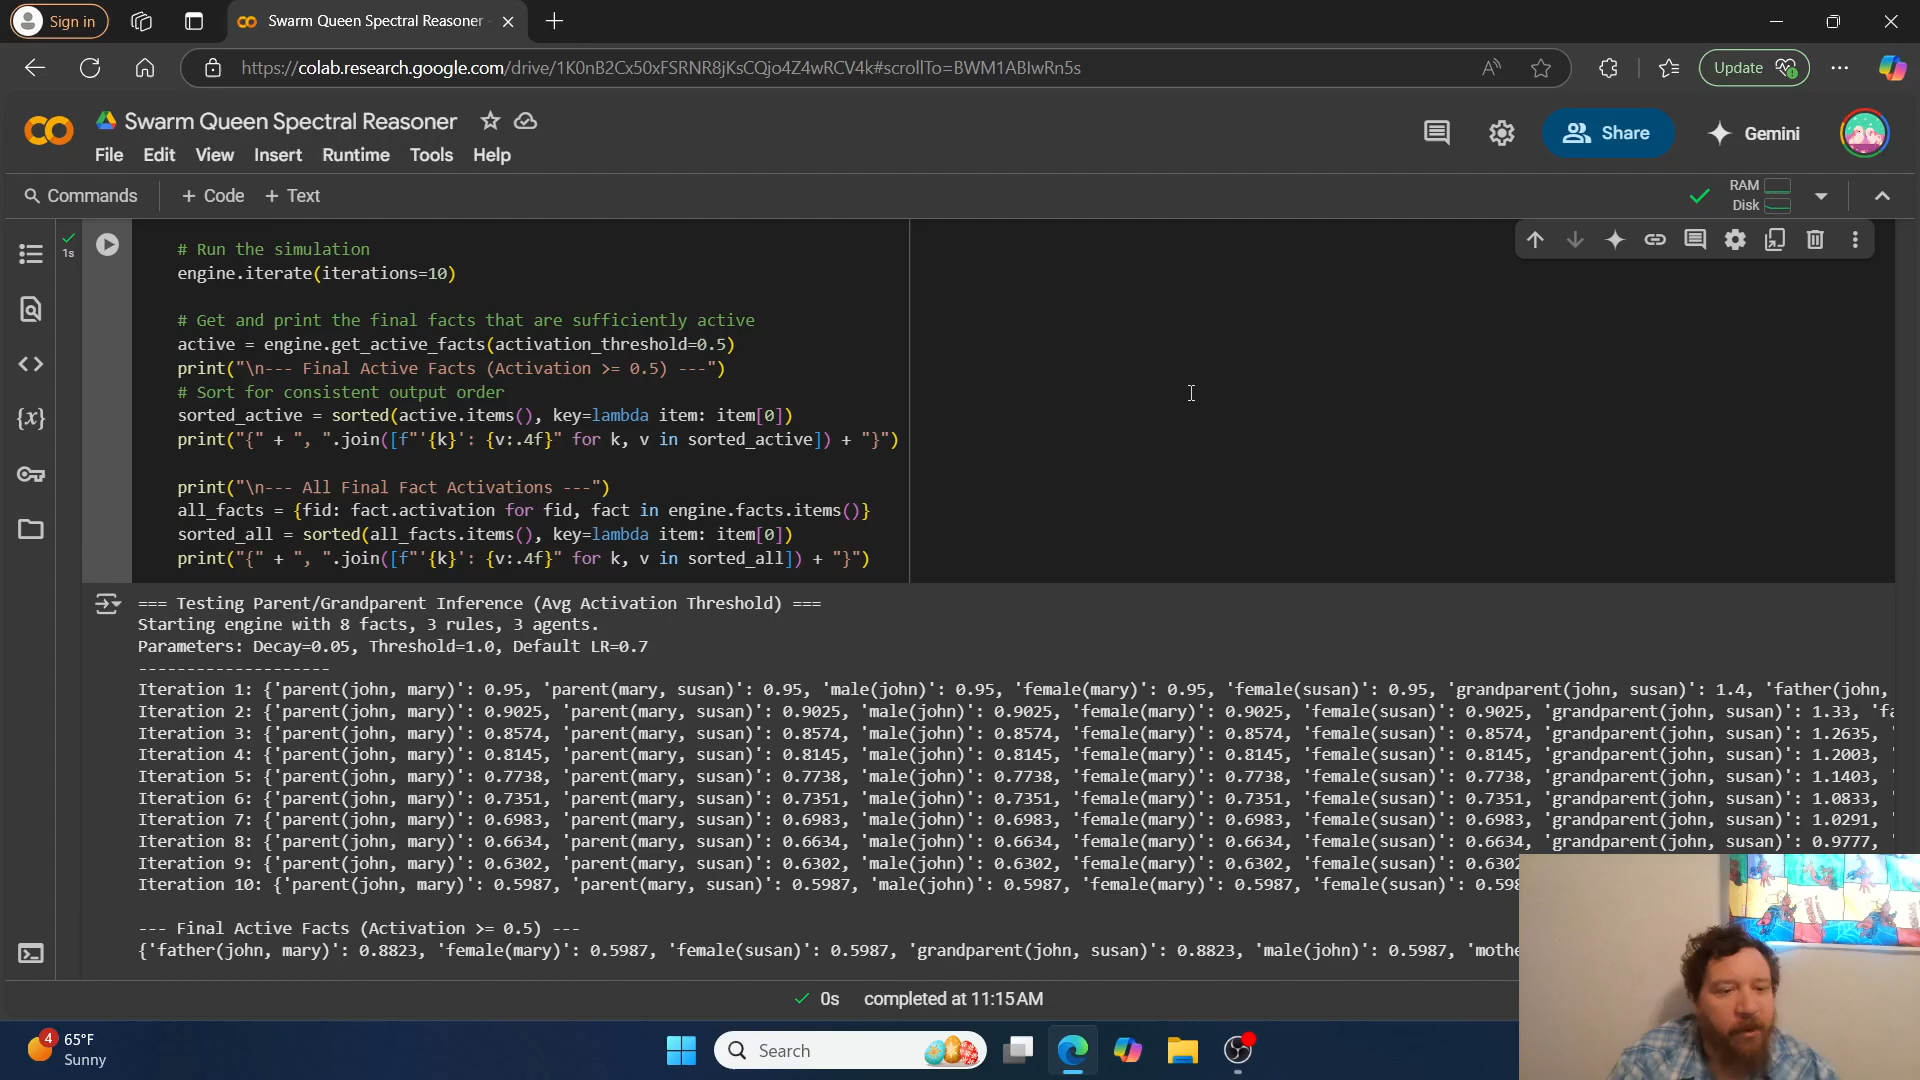 Sign in
Swarm Queen Spectral Reasoner
https://colab.research.google.com/drive/1K0nB2Cx50xFSRNR8jKsCQjo4Z4wRCV4k#scrollTo=BWM1ABIwRn5s
Update
Swarm Queen Spectral Reasoner
File Edit View Insert Runtime Tools Help
Share
Gemini
Commands + Code + Text
RAM
Disk
1s
# Run the simulation
engine.iterate(iterations=10)
# Get and print the final facts that are sufficiently active
active = engine.get_active_facts(activation_threshold=0.5)
print("\n--- Final Active Facts (Activation >= 0.5) ---")
# Sort for consistent output order
sorted_active = sorted(active.items(), key=lambda item: item[0])
print("{" + ", ".join([f"'{k}': {v:.4f}" for k, v in sorted_active]) + "}")
print("\n--- All Final Fact Activations ---")
all_facts = {fid: fact.activation for fid, fact in engine.facts.items()}
sorted_all = sorted(all_facts.items(), key=lambda item: item[0])
print("{" + ", ".join([f"'{k}': {v:.4f}" for k, v in sorted_all]) + "}")
=== Testing Parent/Grandparent Inference (Avg Activation Threshold) ===
Starting engine with 8 facts, 3 rules, 3 agents.
Parameters: Decay=0.05, Threshold=1.0, Default LR=0.7
--------------------
Iteration 1: {'parent(john, mary)': 0.95, 'parent(mary, susan)': 0.95, 'male(john)': 0.95, 'female(mary)': 0.95, 'female(susan)': 0.95, 'grandparent(john, susan)': 1.4, 'father(john,
Iteration 2: {'parent(john, mary)': 0.9025, 'parent(mary, susan)': 0.9025, 'male(john)': 0.9025, 'female(mary)': 0.9025, 'female(susan)': 0.9025, 'grandparent(john, susan)': 1.33, 'fa
Iteration 3: {'parent(john, mary)': 0.8574, 'parent(mary, susan)': 0.8574, 'male(john)': 0.8574, 'female(mary)': 0.8574, 'female(susan)': 0.8574, 'grandparent(john, susan)': 1.2635, '
Iteration 4: {'parent(john, mary)': 0.8145, 'parent(mary, susan)': 0.8145, 'male(john)': 0.8145, 'female(mary)': 0.8145, 'female(susan)': 0.8145, 'grandparent(john, susan)': 1.2003, '
Iteration 5: {'parent(john, mary)': 0.7738, 'parent(mary, susan)': 0.7738, 'male(john)': 0.7738, 'female(mary)': 0.7738, 'female(susan)': 0.7738, 'grandparent(john, susan)': 1.1403, '
Iteration 6: {'parent(john, mary)': 0.7351, 'parent(mary, susan)': 0.7351, 'male(john)': 0.7351, 'female(mary)': 0.7351, 'female(susan)': 0.7351, 'grandparent(john, susan)': 1.0833, '
Iteration 7: {'parent(john, mary)': 0.6983, 'parent(mary, susan)': 0.6983, 'male(john)': 0.6983, 'female(mary)': 0.6983, 'female(susan)': 0.6983, 'grandparent(john, susan)': 1.0291, '
Iteration 8: {'parent(john, mary)': 0.6634, 'parent(mary, susan)': 0.6634, 'male(john)': 0.6634, 'female(mary)': 0.6634, 'female(susan)': 0.6634, 'grandparent(john, susan)': 0.9777,
Iteration 9: {'parent(john, mary)': 0.6302, 'parent(mary, susan)': 0.6302, 'male(john)': 0.6302, 'female(mary)': 0.6302, 'female(susan)': 0.6302
Iteration 10: {'parent(john, mary)': 0.5987, 'parent(mary, susan)': 0.5987, 'male(john)': 0.5987, 'female(mary)': 0.5987, 'female(susan)': 0.598
--- Final Active Facts (Activation >= 0.5) ---
{'father(john, mary)': 0.8823, 'female(mary)': 0.5987, 'female(susan)': 0.5987, 'grandparent(john, susan)': 0.8823, 'male(john)': 0.5987, 'mothe
0s completed at 11:15 AM
4
65°F
Sunny
Search